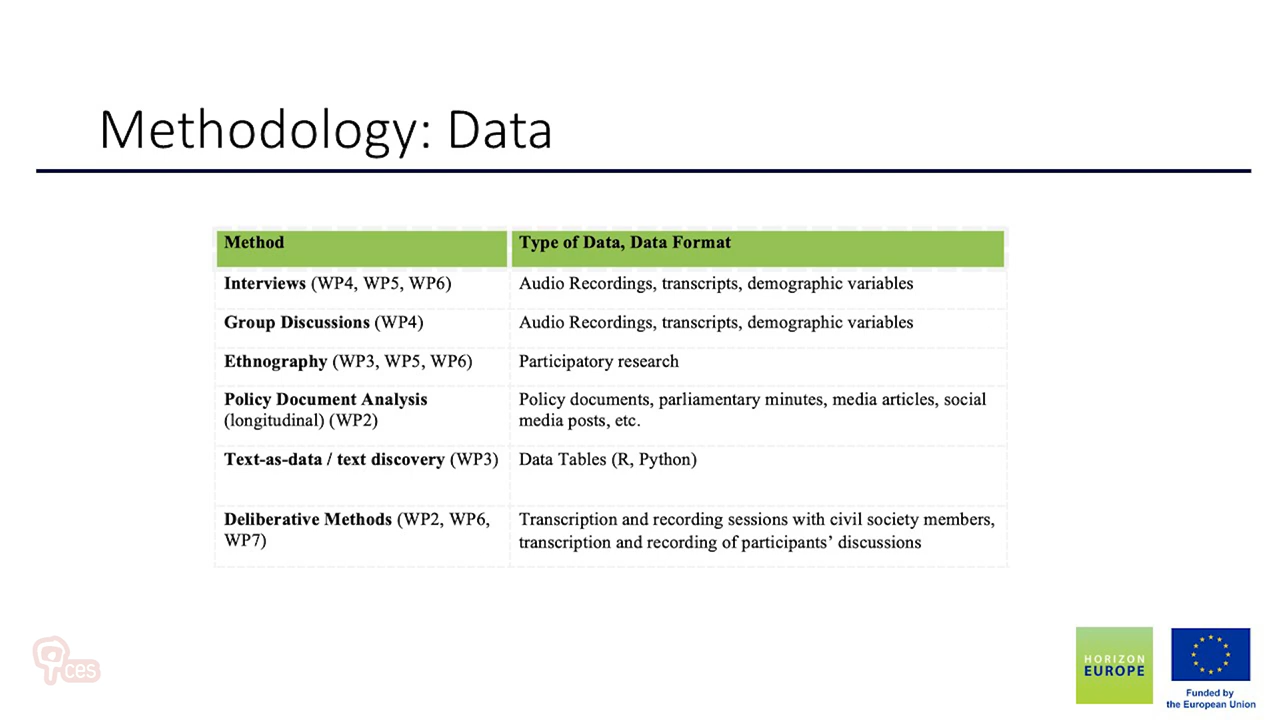 Methodology: Data
Method
Type of Data, Data Format
Interviews (WP4, WP5, WP6)
Audio Recordings, transcripts, demographic variables
Group Discussions (WP4)
Audio Recordings, transcripts, demographic variables
Ethnography (WP3, WP5, WP6)
Participatory research
Policy Document Analysis
(longitudinal) (WP2)
Policy documents, parliamentary minutes, media articles, social
media posts, etc.
Text-as-data / text discovery (WP3)
Data Tables (R, Python)
Deliberative Methods (WP2, WP6,
WP7)
Transcription and recording sessions with civil society members,
transcription and recording of participants’ discussions
ces
HORIZON
EUROPE
Funded by
the European Union